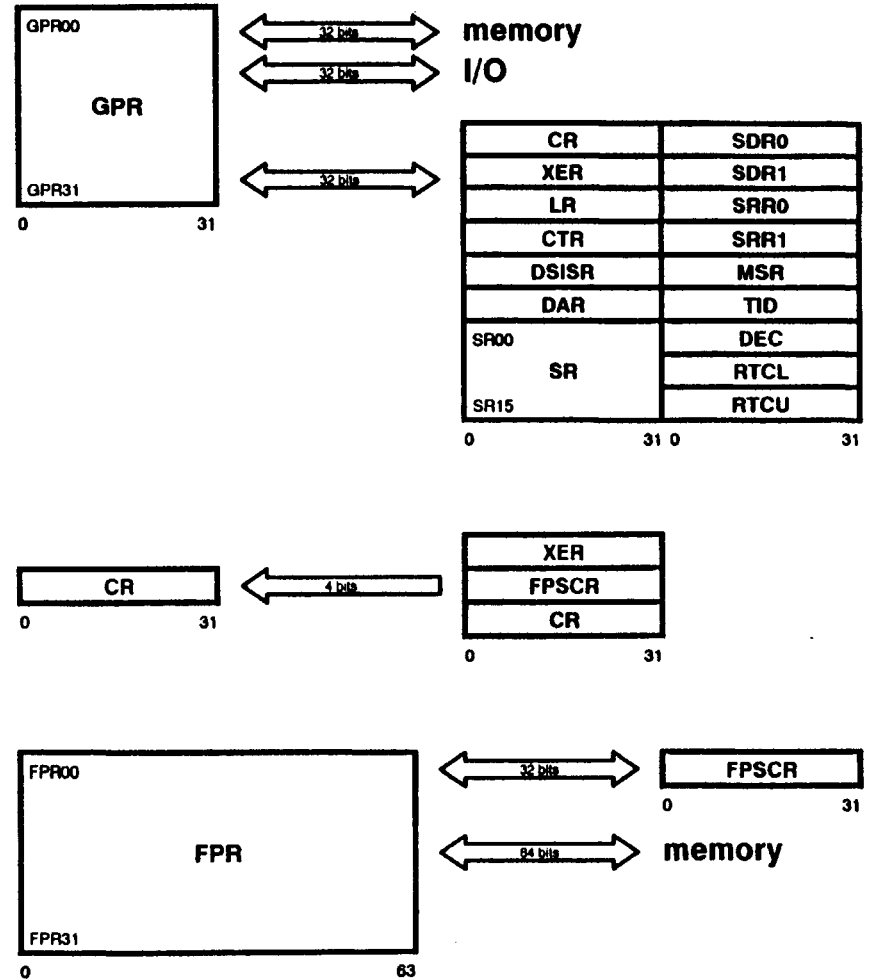 GPR00
32 bits
memory
32 bits
I/O
GPR
CR SDR0
XER SDR1
32 bits
GPR31
LR SRR0
0 31
CTR SRR1
DSISR MSR
DAR TID
SR00
DEC
SR
RTCL
SR15
RTCU
0 31 0 31
XER
CR
4 bits
FPSCR
CR
0 31
0 31
FPR00
32 bits
FPSCR
0 31
FPR
64 bits
memory
FPR31
0 63